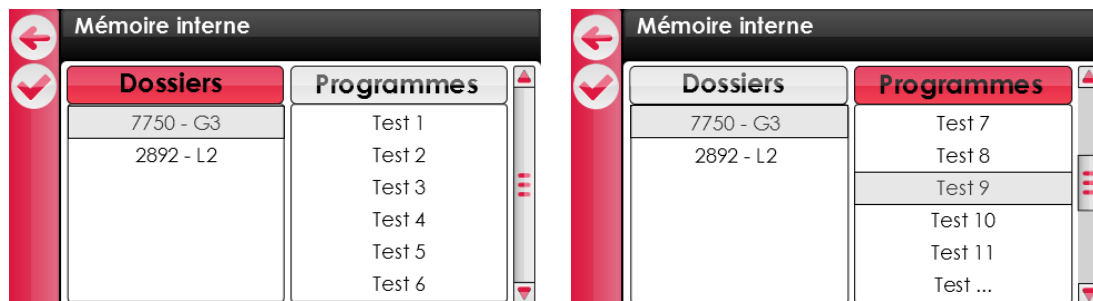 Mémoire interne
Dossiers
Programmes
7750 - G3
Test 1
2892 - L2
Test 2
Test 3
Test 4
Test 5
Test 6
Mémoire interne
Dossiers
Programmes
7750 - G3
Test 7
2892 - L2
Test 8
Test 9
Test 10
Test 11
Test ...